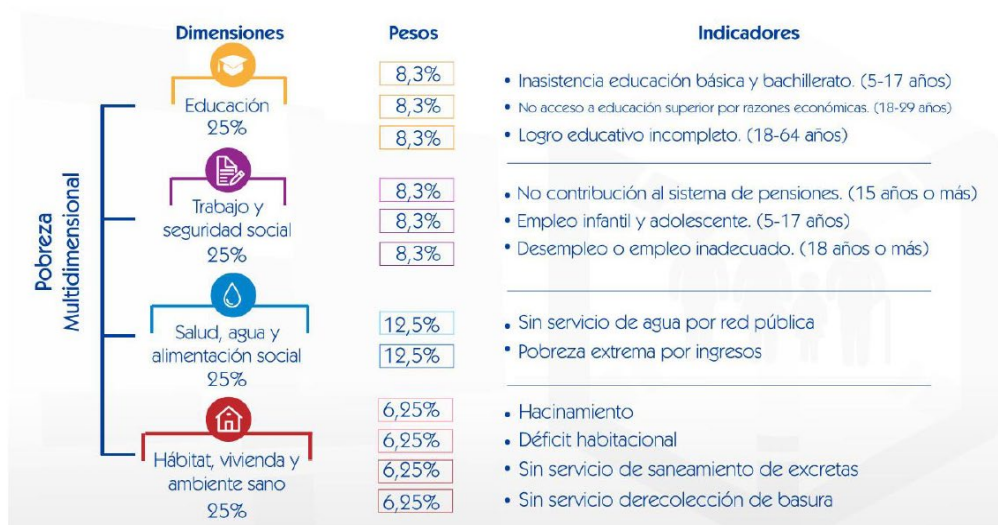 Dimensiones Pesos Indicadores
Pobreza
Multidimensional
Educación
25%
8,3%
8,3%
8,3%
• Inasistencia educación básica y bachillerato. (5-17 años)
• No acceso a educación superior por razones económicas. (18-29 años)
• Logro educativo incompleto. (18-64 años)
Trabajo y
seguridad social
25%
8,3%
8,3%
8,3%
• No contribución al sistema de pensiones. (15 años o más)
• Empleo infantil y adolescente. (5-17 años)
• Desempleo o empleo inadecuado. (18 años o más)
Salud, agua y
alimentación social
25%
12,5%
12,5%
• Sin servicio de agua por red pública
• Pobreza extrema por ingresos
Hábitat, vivienda y
ambiente sano
25%
6,25%
6,25%
6,25%
6,25%
• Hacinamiento
• Déficit habitacional
• Sin servicio de saneamiento de excretas
• Sin servicio derecolección de basura